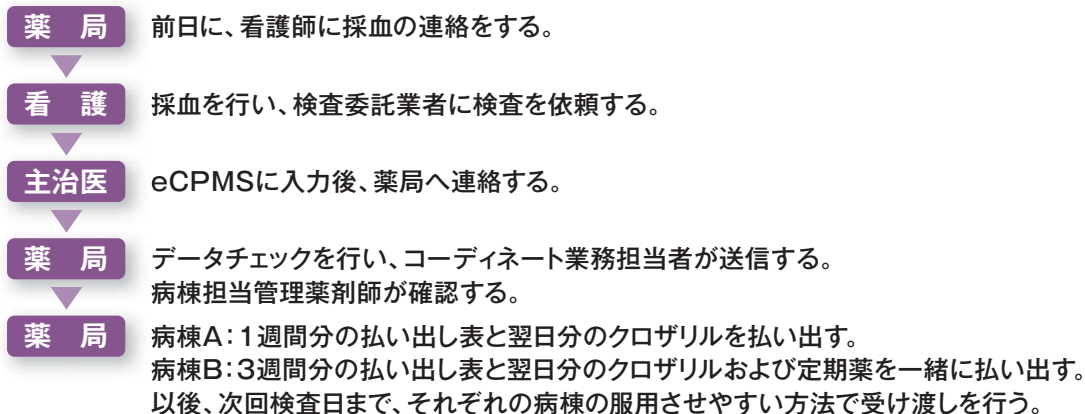 薬 局 前日に、看護師に採血の連絡をする。
看 護 採血を行い、検査委託業者に検査を依頼する。
主治医 eCPMSに入力後、薬局へ連絡する。
薬 局 データチェックを行い、コーディネート業務担当者が送信する。
病棟担当管理薬剤師が確認する。
薬 局 病棟A：1週間分の払い出し表と翌日分のクロザリルを払い出す。
病棟B：3週間分の払い出し表と翌日分のクロザリルおよび定期薬を一緒に払い出す。
以後、次回検査日まで、それぞれの病棟の服用させやすい方法で受け渡しを行う。